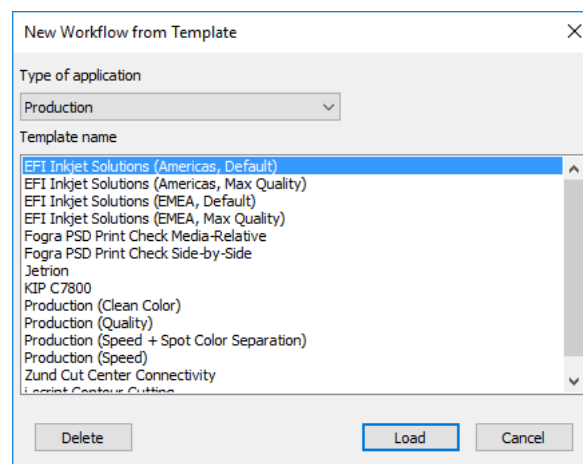 New Workflow from Template
Type of application
Production
Template name
EFI Inkjet Solutions (Americas, Default)
EFI Inkjet Solutions (Americas, Max Quality)
EFI Inkjet Solutions (EMEA, Default)
EFI Inkjet Solutions (EMEA, Max Quality)
Fogra PSD Print Check Media-Relative
Fogra PSD Print Check Side-by-Side
Jetrion
KIP C7800
Production (Clean Color)
Production (Quality)
Production (Speed + Spot Color Separation)
Production (Speed)
Zund Cut Center Connectivity
i-script Contour Cutting
Delete
Load
Cancel